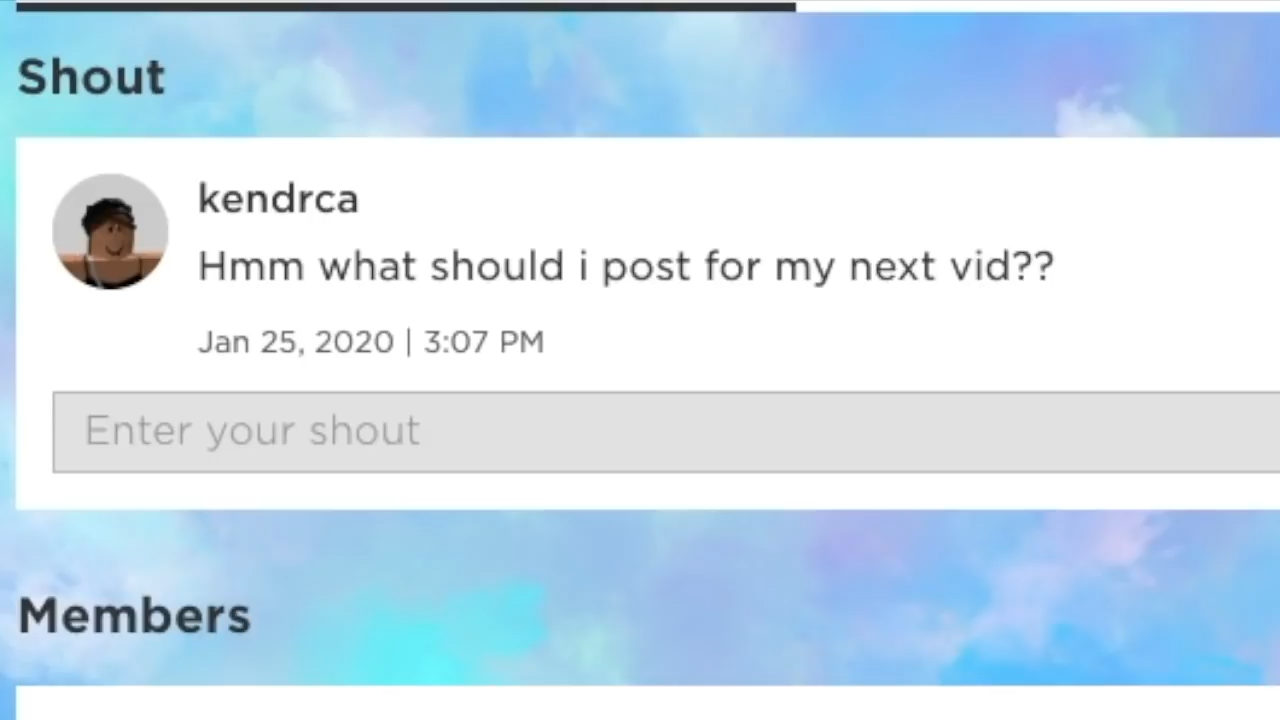 Shout
kendrca
Hmm what should i post for my next vid??
Jan 25, 2020 | 3:07 PM
Enter your shout
Members